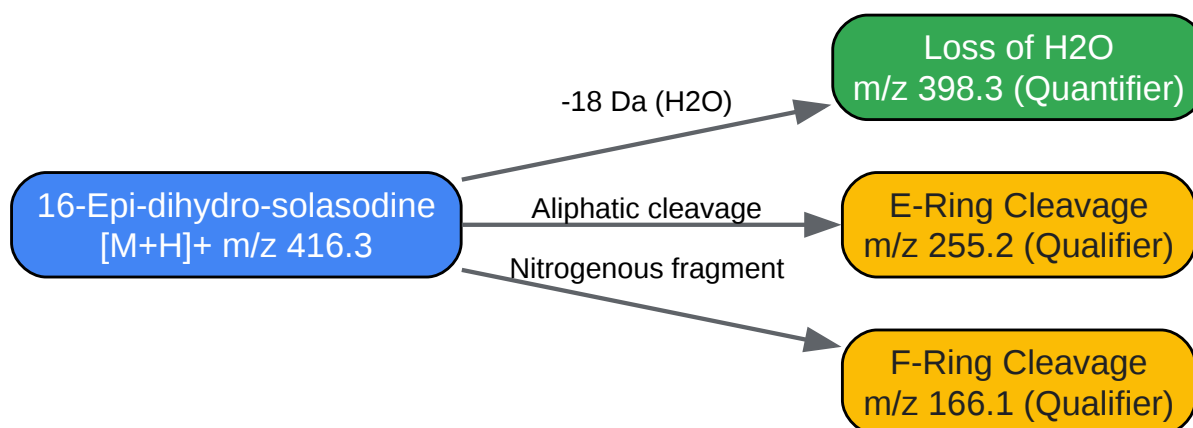 Loss of H2O
m/z 398.3 (Quantifier)
-18 Da (H2O)
16-Epi-dihydro-solasodine
[M+H]+ m/z 416.3
Aliphatic cleavage
E-Ring Cleavage
m/z 255.2 (Qualifier)
Nitrogenous fragment
F-Ring Cleavage
m/z 166.1 (Qualifier)